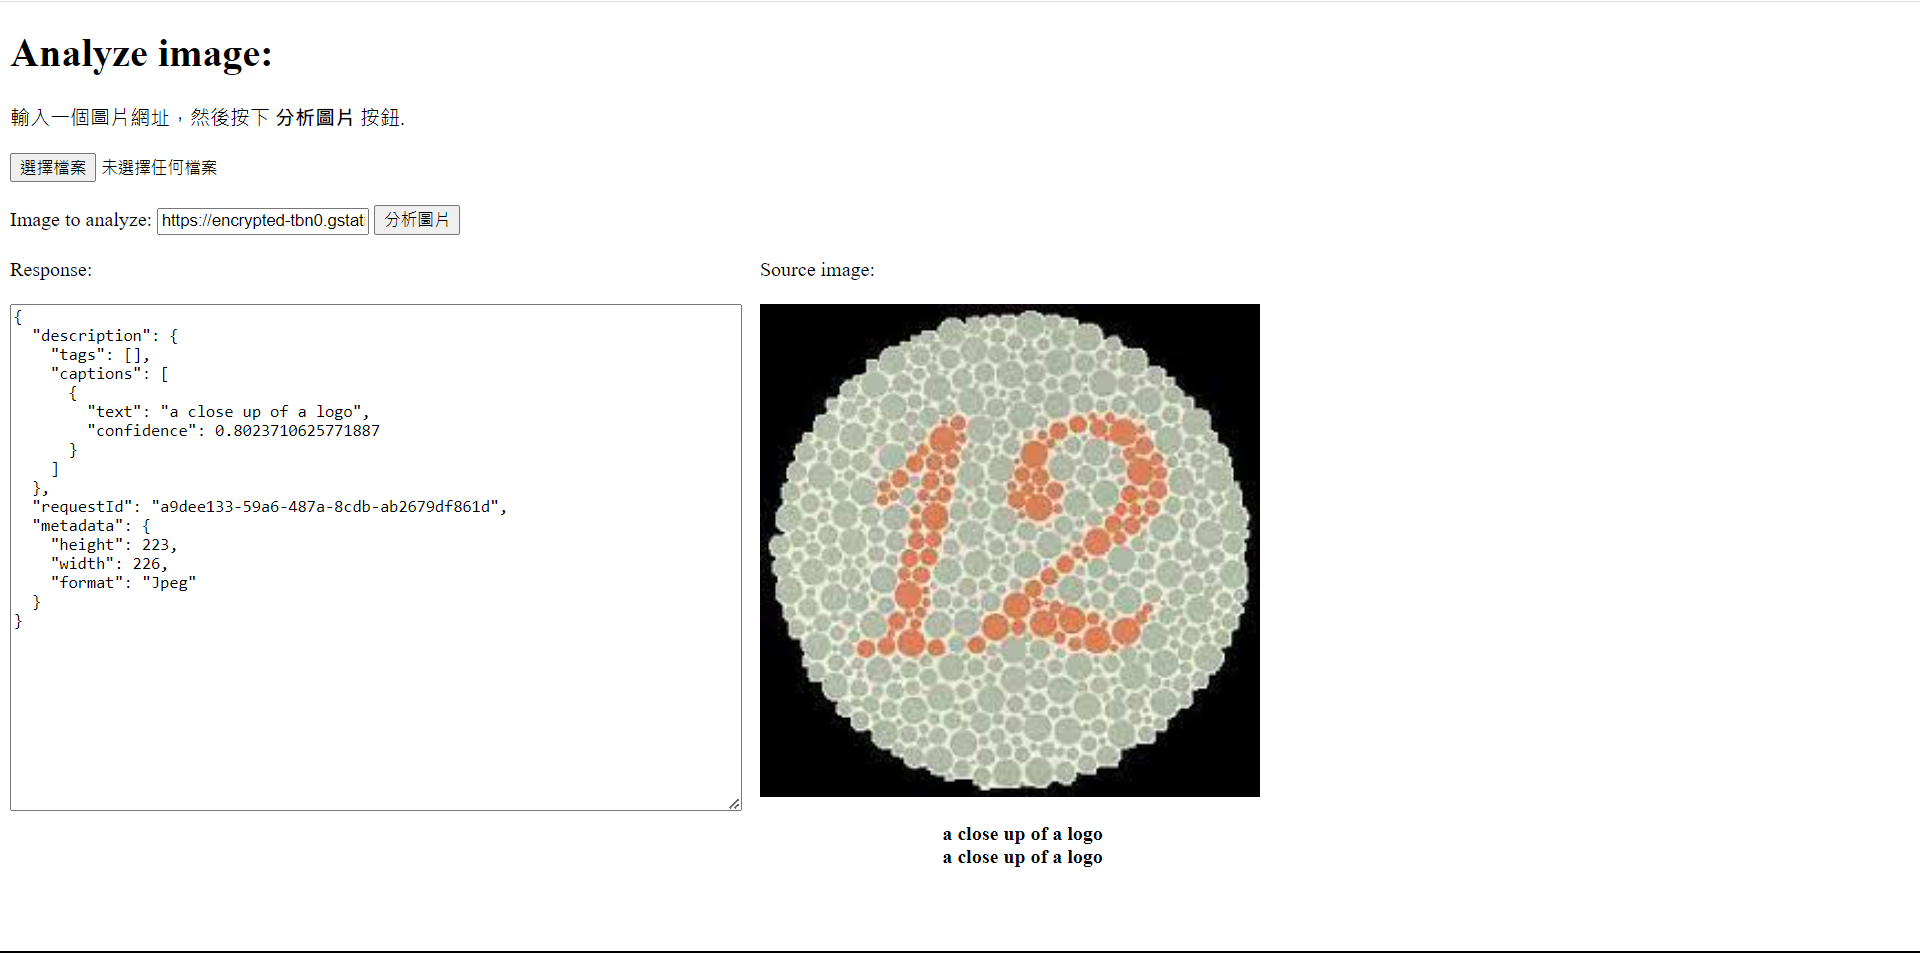 Analyze image:
輸入一個圖片網址，然後按下 分析圖片 按鈕.
選擇檔案 未選擇任何檔案
Image to analyze: https://encrypted-tbn0.gstati 分析圖片
Response:
{
"description": {
"tags": [],
"captions": [
{
"text": "a close up of a logo",
"confidence": 0.8023710625771887
}
]
},
"requestId": "a9dee133-59a6-487a-8cdb-ab2679df861d",
"metadata": {
"height": 223,
"width": 226,
"format": "Jpeg"
}
}
Source image:
12
a close up of a logo
a close up of a logo